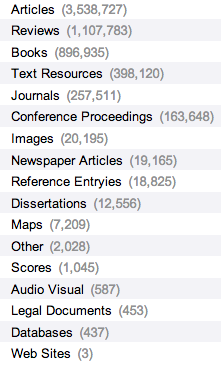 Articles (3,538,727)
Reviews (1,107,783)
Books (896,935)
Text Resources (398,120)
Journals (257,511)
Conference Proceedings (163,648)
Images (20,195)
Newspaper Articles (19,165)
Reference Entryies (18,825)
Dissertations (12,556)
Maps (7,209)
Other (2,028)
Scores (1,045)
Audio Visual (587)
Legal Documents (453)
Databases (437)
Web Sites (3)